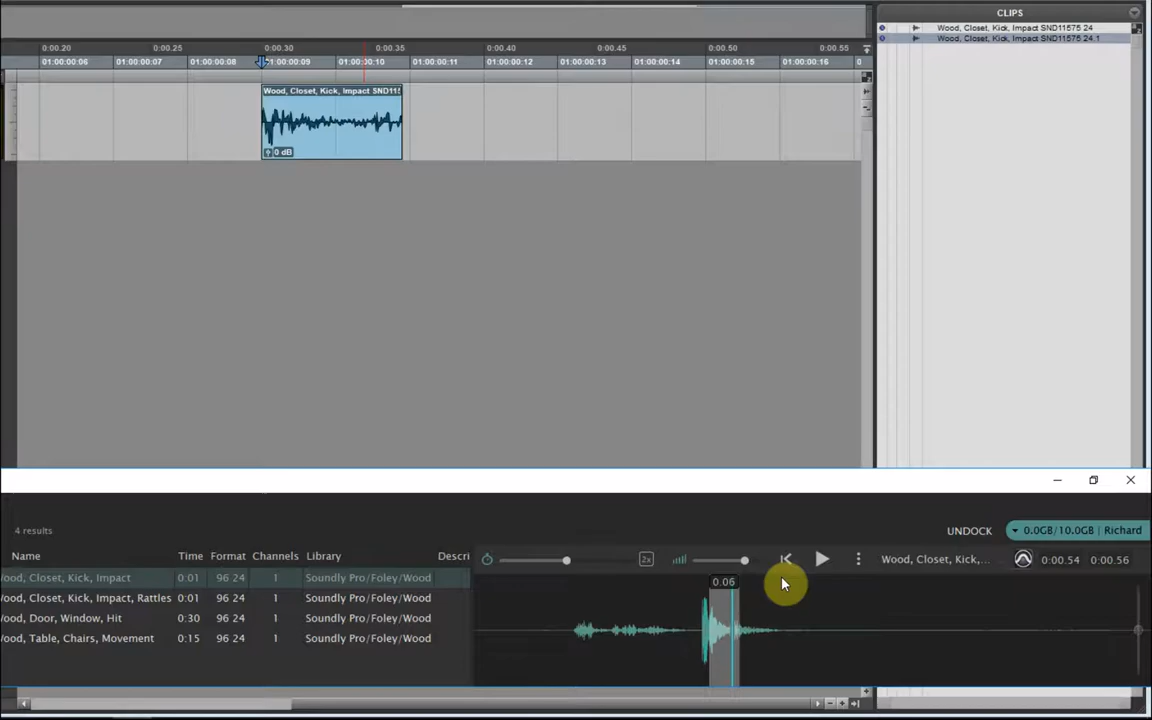 CLIPS
Wood, Closet, Kick, Impact SND11575 24
Wood, Closet, Kick, Impact SND11575 24.1
0:00.20 0:00.25 0:00.30 0:00.35 0:00.40 0:00.45 0:00.50 0:00.55
01:00:00:06 01:00:00:07 01:00:00:08 01:00:00:09 01:00:00:10 01:00:00:11 01:00:00:12 01:00:00:13 01:00:00:14 01:00:00:15 01:00:00:16 0
Wood, Closet, Kick, Impact SND115
0 dB
4 results
UNDOCK
0.0GB/10.0GB | Richard
Name Time Format Channels Library Descri
2x
Wood, Closet, Kick,...
0:00.54 0:00.56
ood, Closet, Kick, Impact 0:01 96 24 1 Soundly Pro/Foley/Wood
0.06
ood, Closet, Kick, Impact, Rattles 0:01 96 24 1 Soundly Pro/Foley/Wood
ood, Door, Window, Hit 0:30 96 24 1 Soundly Pro/Foley/Wood
ood, Table, Chairs, Movement 0:15 96 24 1 Soundly Pro/Foley/Wood